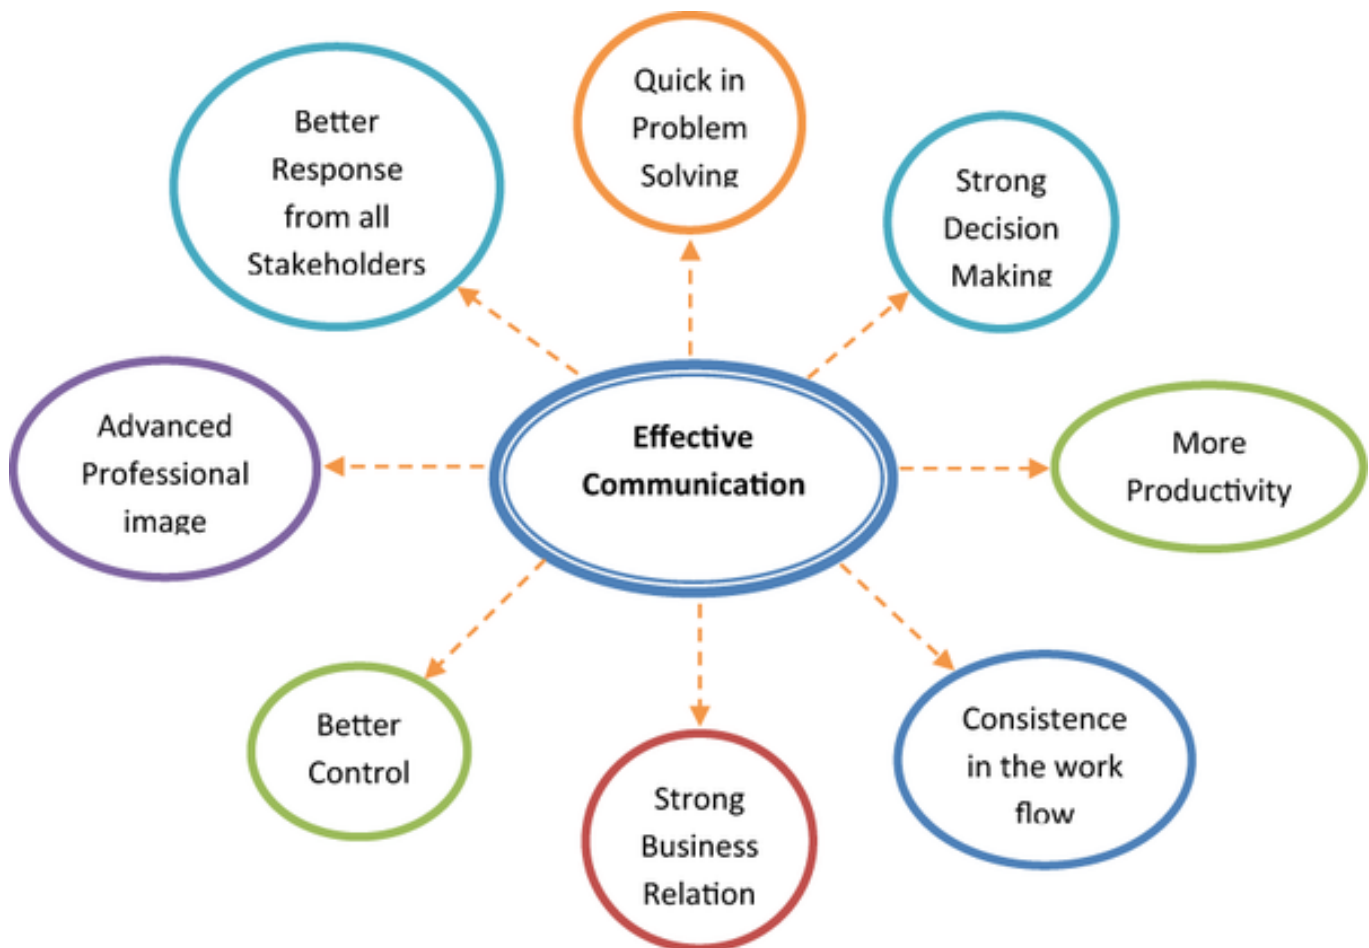 Quick in
Problem
Solving
Better
Response
from all
Stakeholders
Strong
Decision
Making
Advanced
Professional
image
Effective
Communication
More
Productivity
Better
Control
Strong
Business
Relation
Consistence
in the work
flow